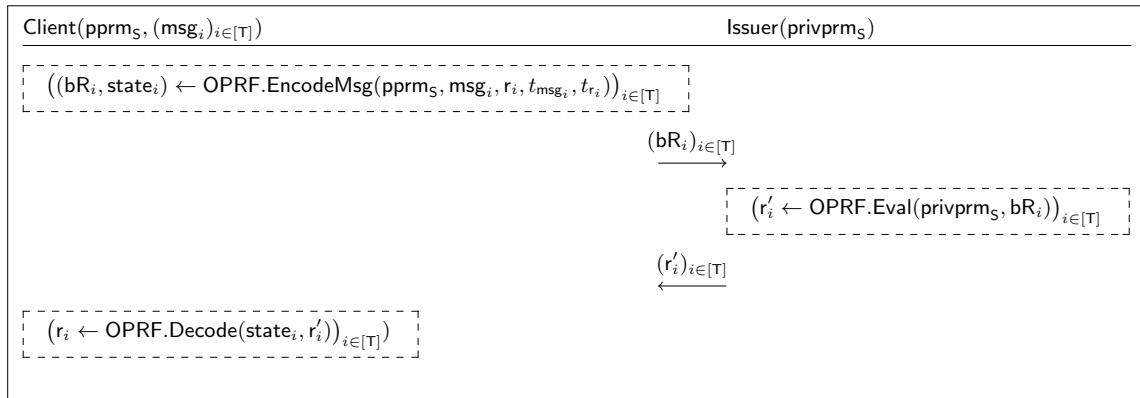 Client(pprm_S, (msg_i)_{i∈[T]}) Issuer(privprm_S)
((bR_i, state_i) ← OPRF.EncodeMsg(pprm_S, msg_i, r_i, t_{msg_i}, t_{r_i}))_{i∈[T]}
(bR_i)_{i∈[T]}
(r′_i ← OPRF.Eval(privprm_S, bR_i))_{i∈[T]}
(r′_i)_{i∈[T]}
(r_i ← OPRF.Decode(state_i, r′_i))_{i∈[T]})